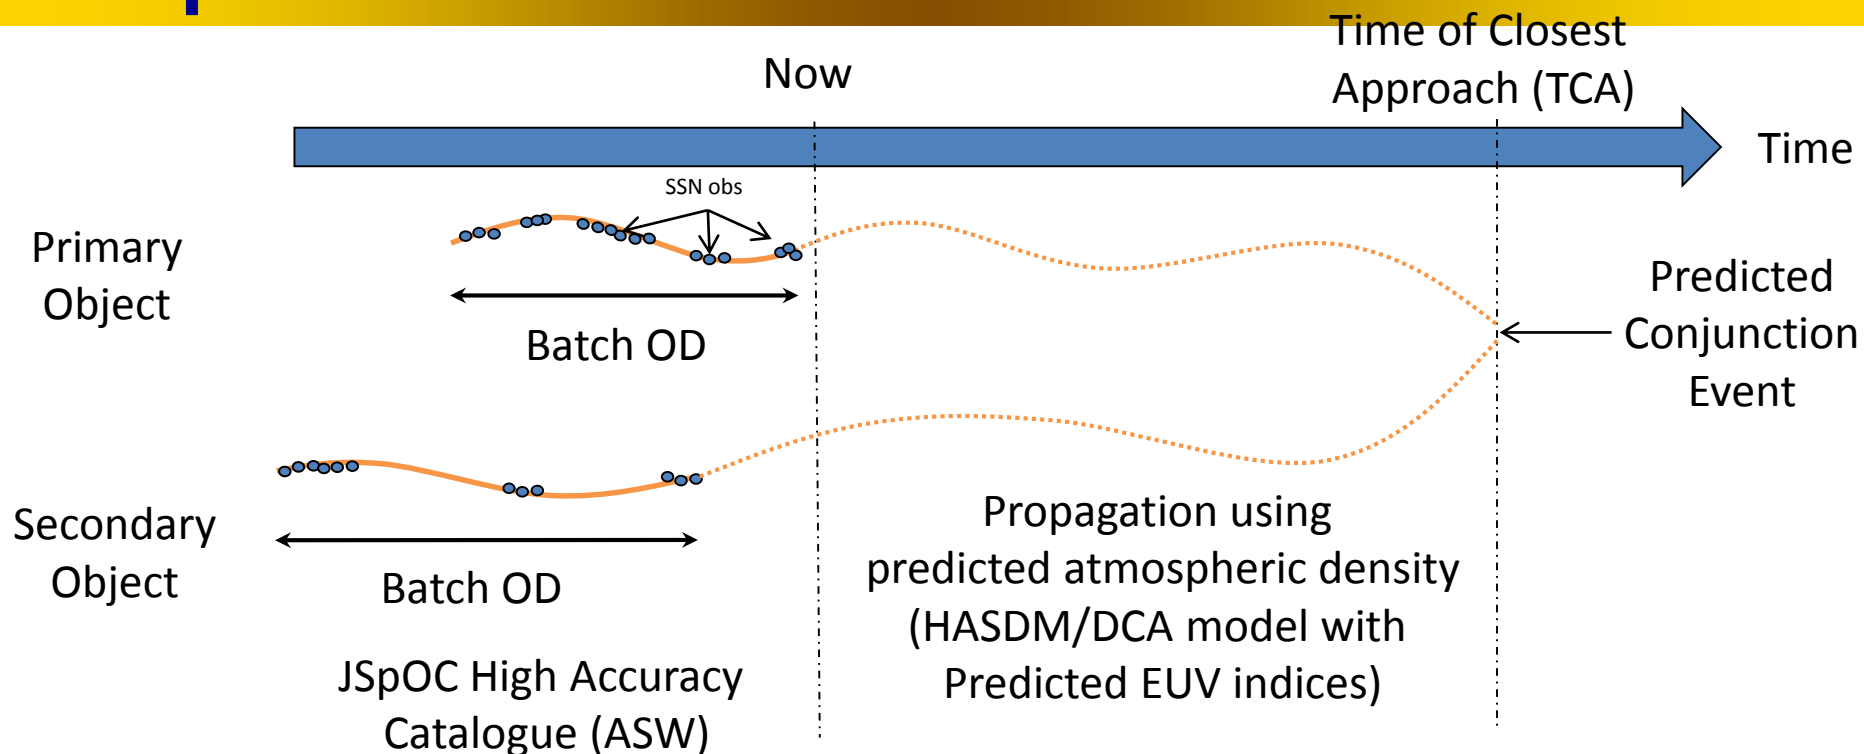 Time of Closest
Approach (TCA)
Now
Time
SSN obs
Primary
Object
Batch OD
Predicted
Conjunction
Event
Secondary
Object
Batch OD
Propagation using
predicted atmospheric density
(HASDM/DCA model with
Predicted EUV indices)
JSpOC High Accuracy
Catalogue (ASW)